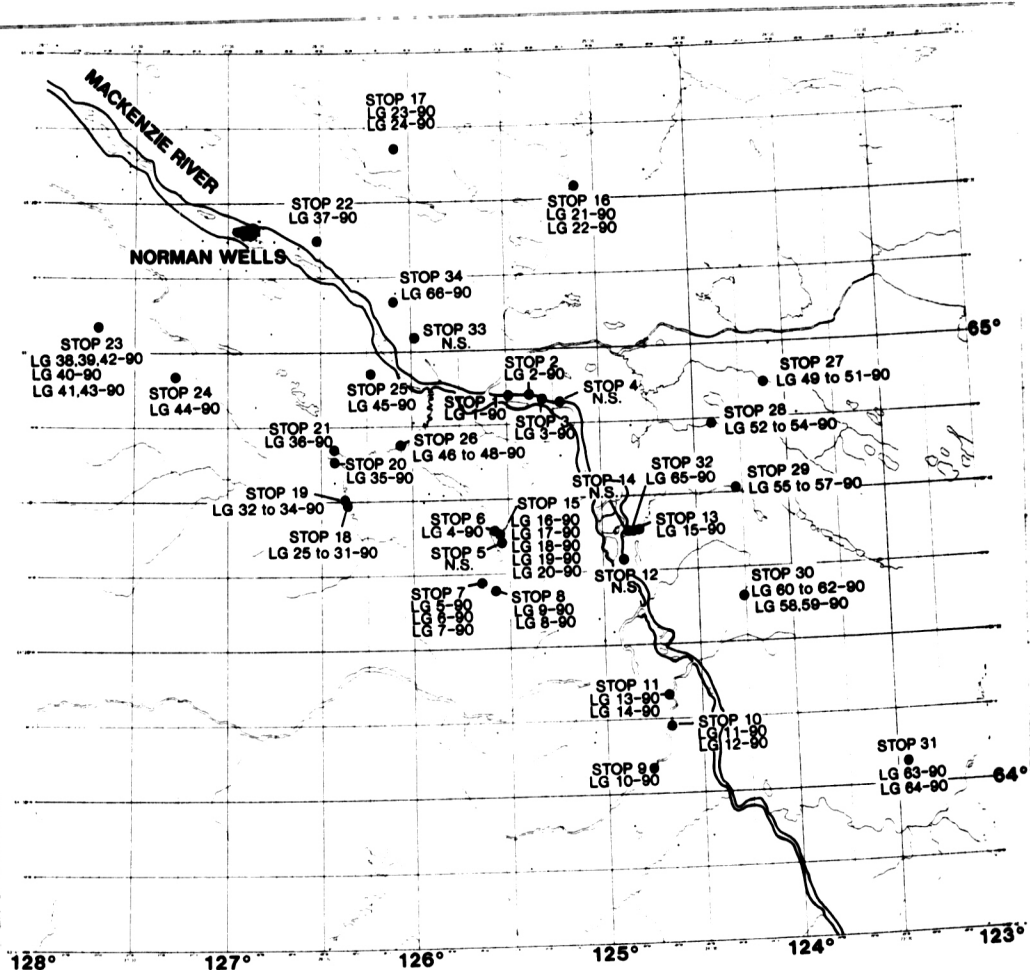 MACKENZIE RIVER
STOP 17
LG 23-90
LG 24-90
STOP 16
LG 21-90
LG 22-90
STOP 22
LG 37-90
NORMAN WELLS
STOP 34
LG 66-90
STOP 33
N.S.
65°
STOP 23
LG 38,39,42-90
LG 40-90
LG 41,43-90
STOP 24
LG 44-90
STOP 25
LG 45-90
STOP 1
LG 1-90
STOP 2
LG 2-90
STOP 3
LG 3-90
STOP 4
N.S.
STOP 27
LG 49 to 51-90
STOP 28
LG 52 to 54-90
STOP 21
LG 36-90
STOP 20
LG 35-90
STOP 26
LG 46 to 48-90
STOP 19
LG 32 to 34-90
STOP 18
LG 25 to 31-90
STOP 6
LG 4-90
STOP 5
N.S.
STOP 15
LG 16-90
LG 17-90
LG 18-90
LG 19-90
LG 20-90
STOP 14
N.S.
STOP 32
LG 65-90
STOP 13
LG 15-90
STOP 29
LG 55 to 57-90
STOP 12
N.S.
STOP 7
LG 5-90
LG 6-90
LG 7-90
STOP 8
LG 9-90
LG 8-90
STOP 30
LG 60 to 62-90
LG 58,59-90
STOP 11
LG 13-90
LG 14-90
STOP 10
LG 11-90
LG 12-90
STOP 9
LG 10-90
STOP 31
LG 63-90
LG 64-90
64°
128°
127°
126°
125°
124°
123°